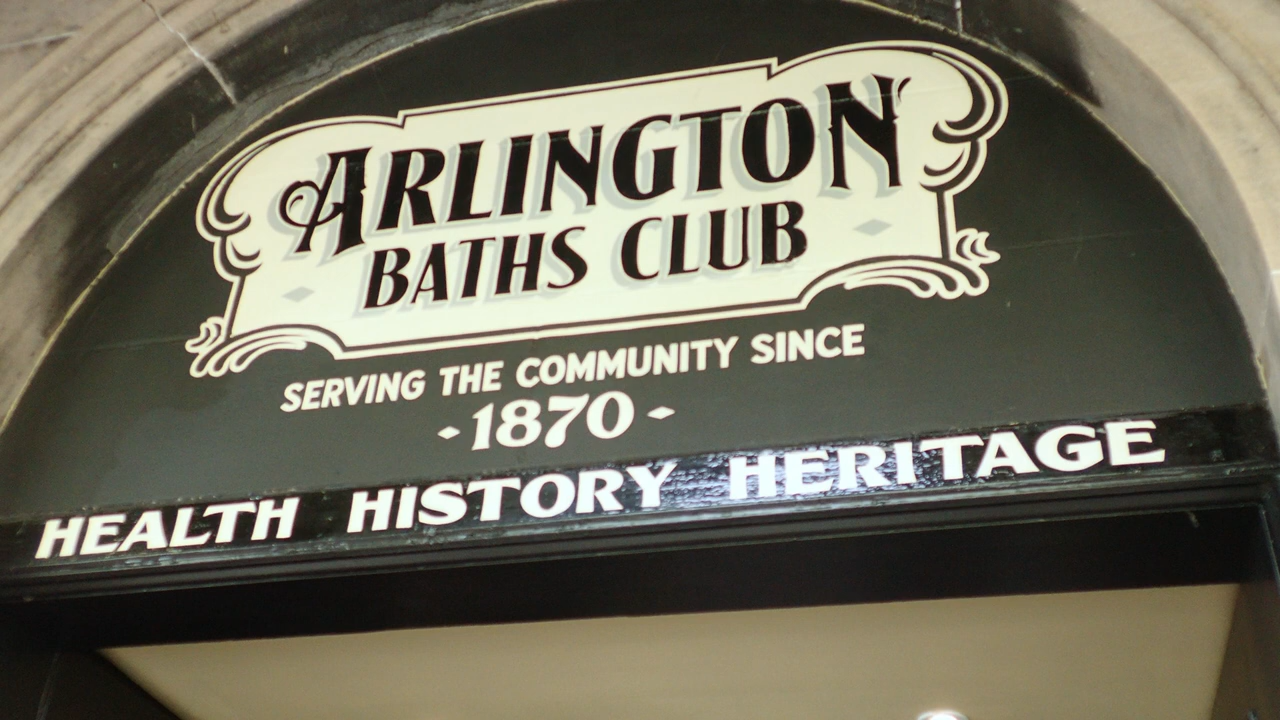 ARLINGTON
BATHS CLUB
SERVING THE COMMUNITY SINCE
1870
HEALTH HISTORY HERITAGE